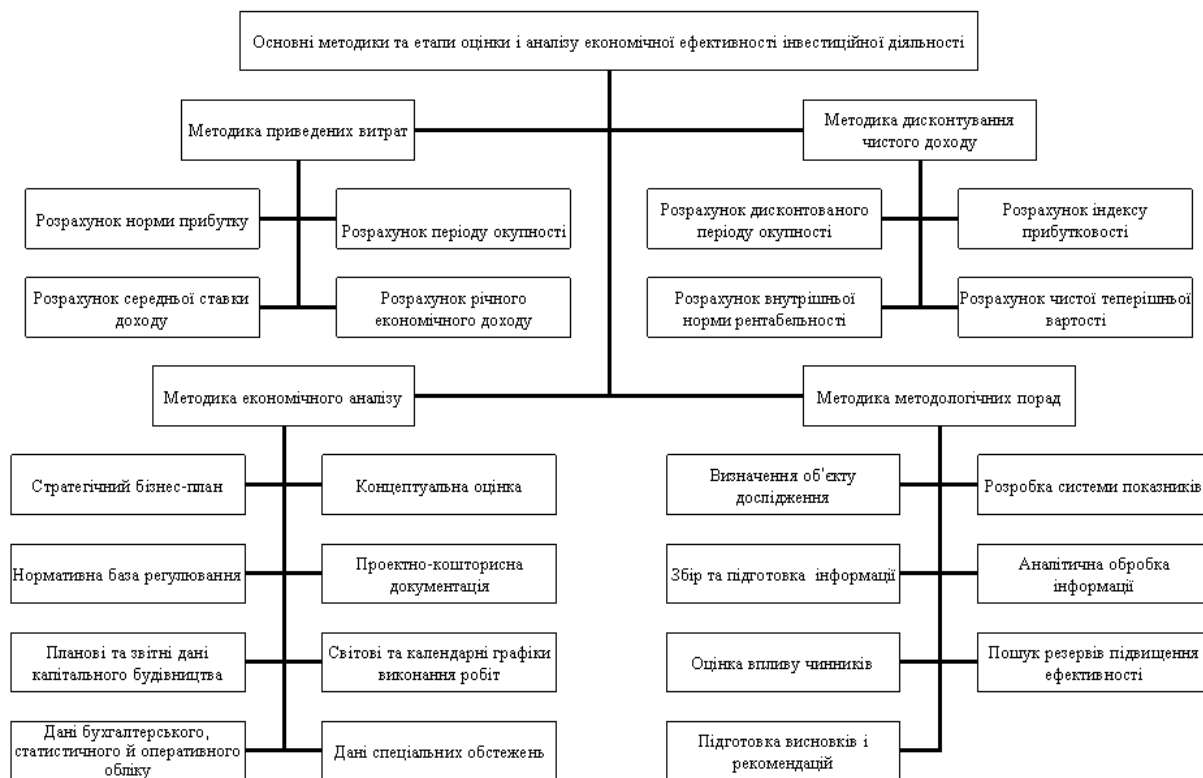 Основні методики та етапи оцінки і аналізу економічної ефективності інвестиційної діяльності
Методика приведених витрат
Методика дисконтування
чистого доходу
Розрахунок норми прибутку
Розрахунок періоду окупності
Розрахунок дисконтованого
періоду окупності
Розрахунок індексу
прибутковості
Розрахунок середньої ставки
доходу
Розрахунок річного
економічного доходу
Розрахунок внутрішньої
норми рентабельності
Розрахунок чистої теперішньої
вартості
Методика економічного аналізу
Методика методологічних порад
Стратегічний бізнес-план
Концептуальна оцінка
Визначення об'єкту
дослідження
Розробка системи показників
Нормативна база регулювання
Проектно-кошторисна
документація
Збір та підготовка інформації
Аналітична обробка
інформації
Планові та звітні дані
капітального будівництва
Світові та календарні графіки
виконання робіт
Оцінка впливу чинників
Пошук резервів підвищення
ефективності
Дані бухгалтерського,
статистичного й оперативного
обліку
Дані спеціальних обстежень
Підготовка висновків і
рекомендацій